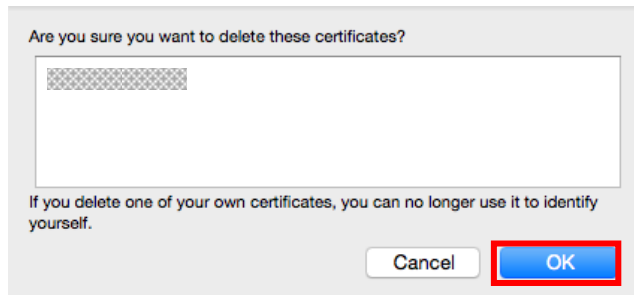 Are you sure you want to delete these certificates?
If you delete one of your own certificates, you can no longer use it to identify
yourself.
Cancel
OK